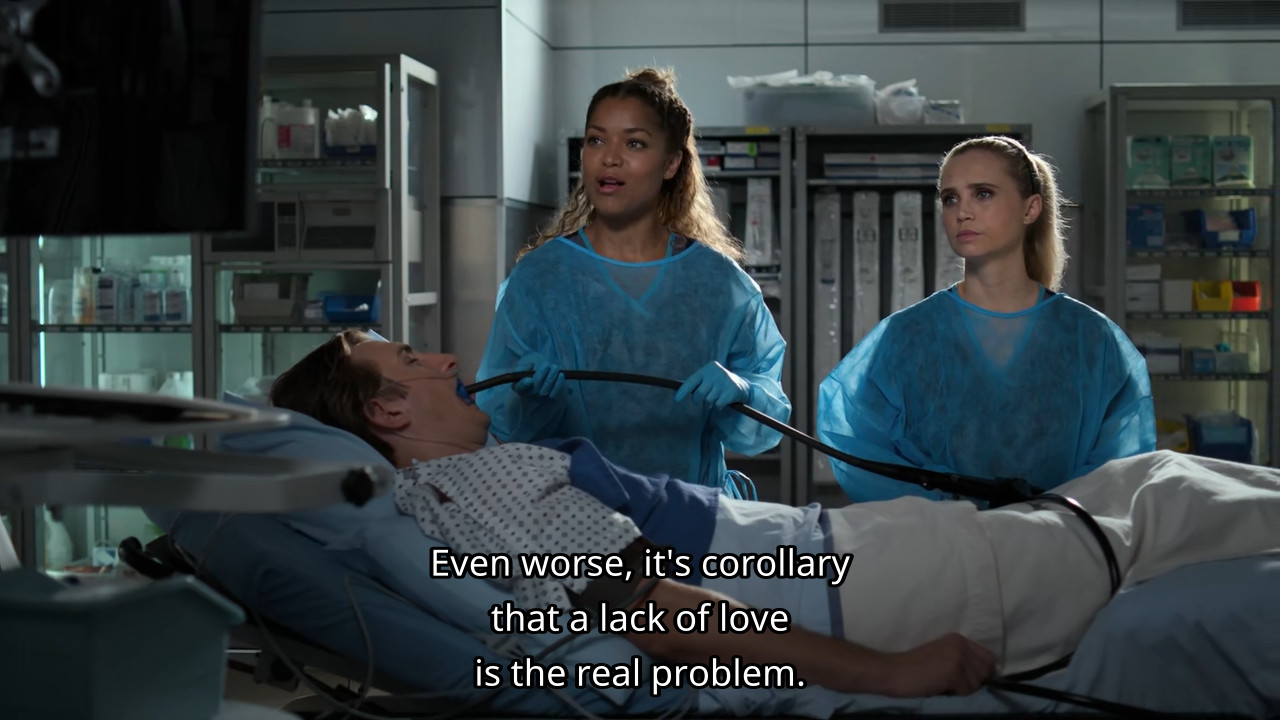 Even worse, it's corollary
that a lack of love
is the real problem.